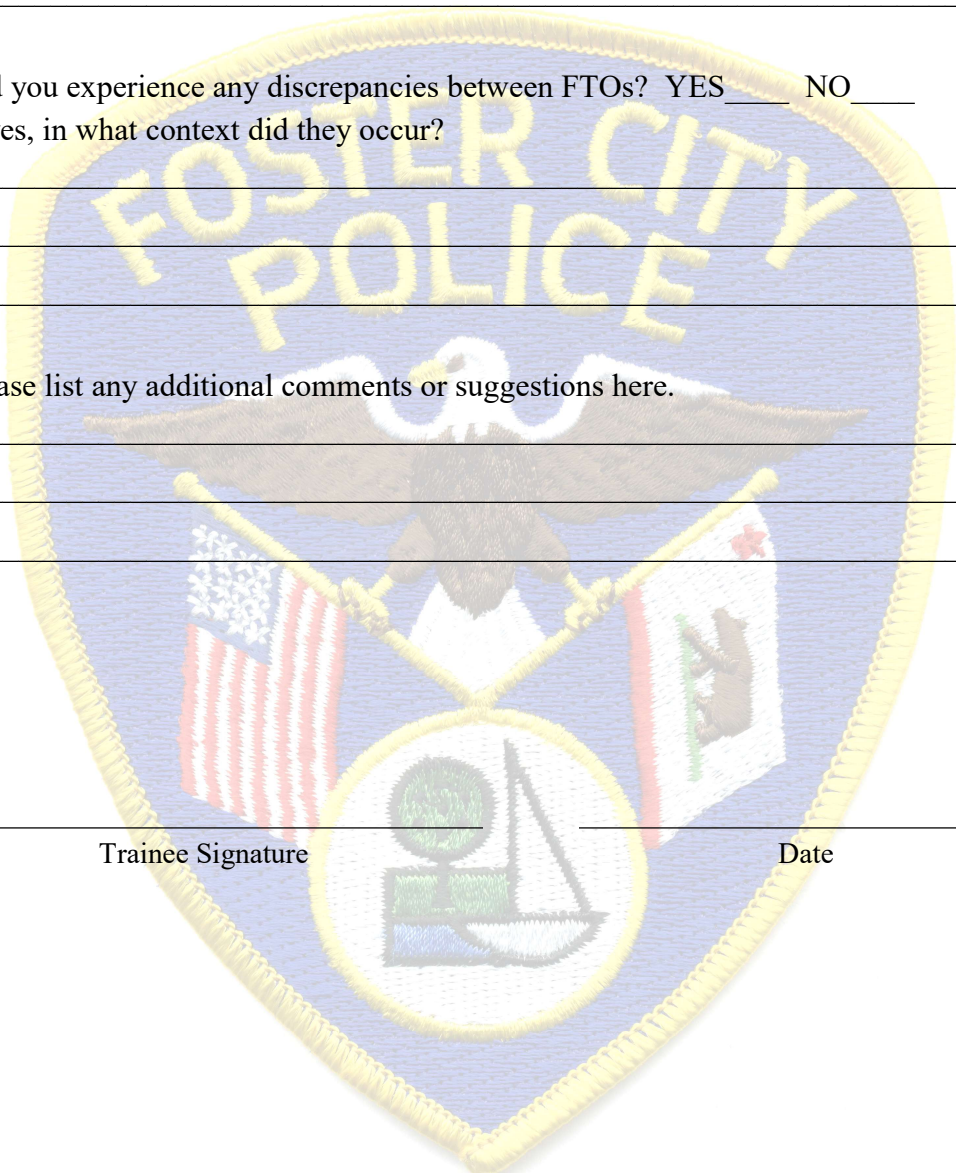 d you experience any discrepancies between FTOs? YES____ NO____
es, in what context did they occur?
FOSTER CITY
POLICE
ase list any additional comments or suggestions here.
Trainee Signature Date